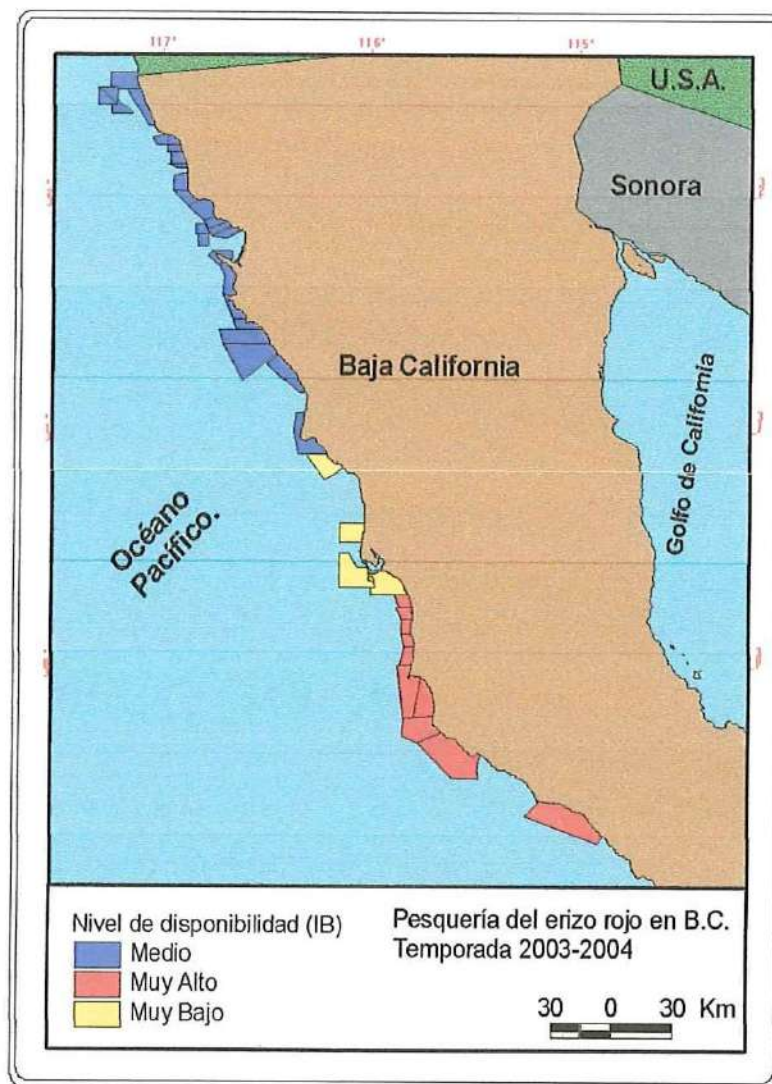 117° 116° 115°
U.S.A.
Sonora
Baja California
Golfo de California
Océano
Pacífico.
Nivel de disponibilidad (IB)
Medio
Muy Alto
Muy Bajo
Pesquería del erizo rojo en B.C.
Temporada 2003-2004
30 0 30 Km